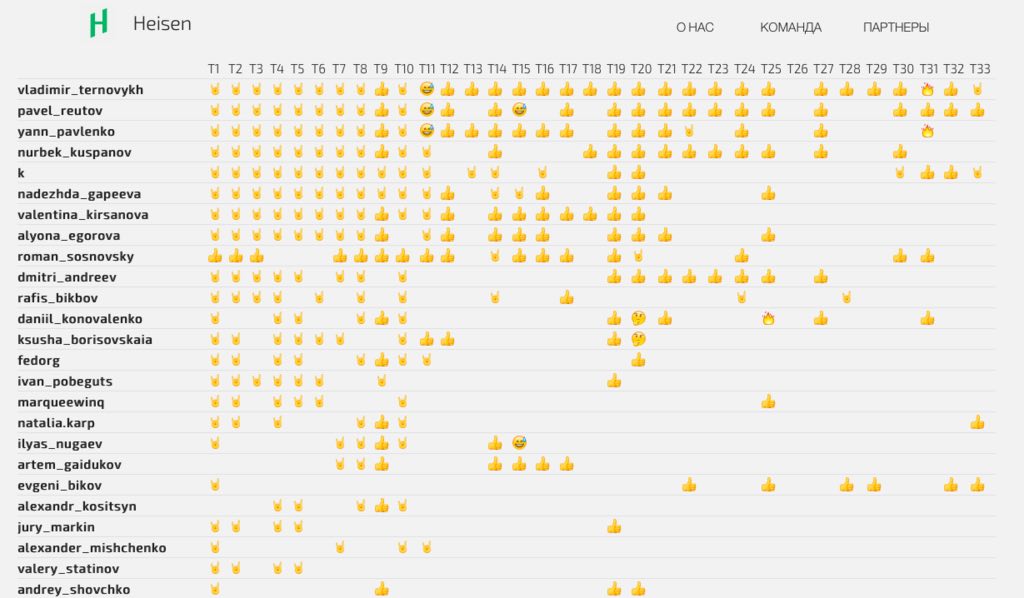 Heisen
О НАС КОМАНДА ПАРТНЕРЫ
T1 T2 T3 T4 T5 T6 T7 T8 T9 T10 T11 T12 T13 T14 T15 T16 T17 T18 T19 T20 T21 T22 T23 T24 T25 T26 T27 T28 T29 T30 T31 T32 T33
vladimir_ternovykh
pavel_reutov
yann_pavlenko
nurbek_kuspanov
k
nadezhda_gapeeva
valentina_kirsanova
alyona_egorova
roman_sosnovsky
dmitri_andreev
rafis_bikbov
daniil_konovalenko
ksusha_borisovskaia
fedorg
ivan_pobeguts
marqueewinq
natalia.karp
ilyas_nugaev
artem_gaidukov
evgeni_bikov
alexandr_kositsyn
jury_markin
alexander_mishchenko
valery_statinov
andrey_shovchko